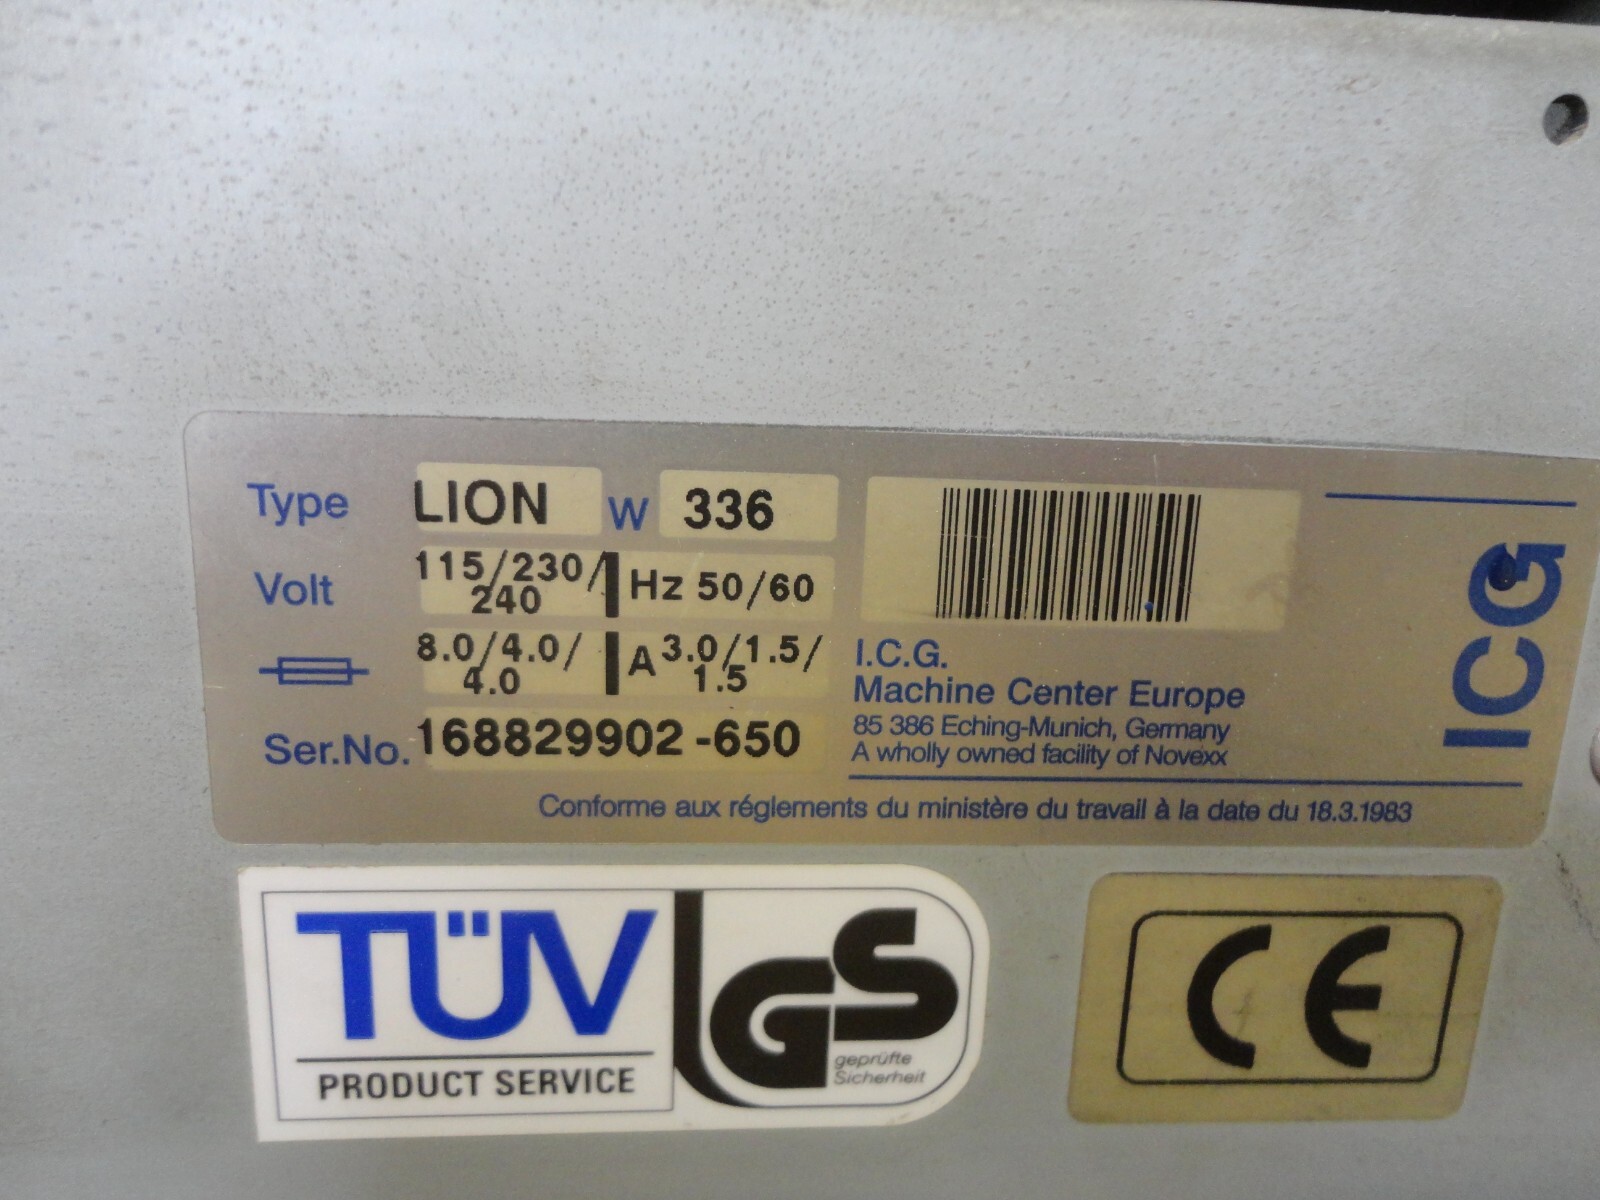 Type LION W 336
Volt 115/230/
240
Hz 50/60
8.0/4.0/
4.0
A 3.0/1.5/
1.5
Ser.No. 168829902-650
I.C.G.
Machine Center Europe
85 386 Eching-Munich, Germany
A wholly owned facility of Novexx
ICG
Conforme aux réglements du ministère du travail à la date du 18.3.1983
TÜV
PRODUCT SERVICE
GS
geprüfte
Sicherheit
CE